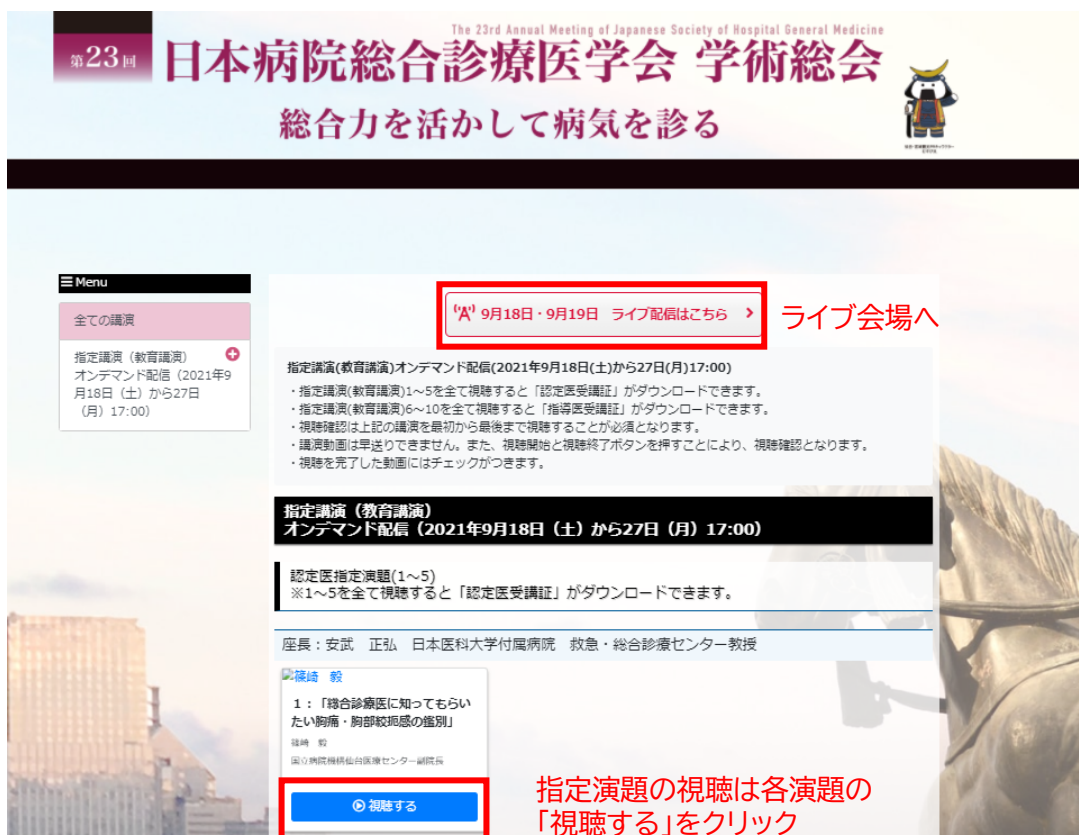 The 23rd Annual Meeting of Japanese Society of Hospital General Medicine
第23回 日本病院総合診療医学会 学術総会
総合力を活かして病気を診る
Menu
全ての講演
指定講演（教育講演）
オンデマンド配信（2021年9
月18日（土）から27日
（月）17:00）
9月18日・9月19日　ライブ配信はこちら
ライブ会場へ
指定講演(教育講演)オンデマンド配信(2021年9月18日(土)から27日(月)17:00)
・指定講演(教育講演)1～5を全て視聴すると「認定医受講証」がダウンロードできます。
・指定講演(教育講演)6～10を全て視聴すると「指導医受講証」がダウンロードできます。
・視聴確認は上記の講演を最初から最後まで視聴することが必須となります。
・講演動画は早送りできません。また、視聴開始と視聴終了ボタンを押すことにより、視聴確認となります。
・視聴を完了した動画にはチェックがつきます。
指定講演（教育講演）
オンデマンド配信（2021年9月18日（土）から27日（月）17:00）
認定医指定演題(1～5)
※1～5を全て視聴すると「認定医受講証」がダウンロードできます。
座長：安武　正弘　日本医科大学付属病院　救急・総合診療センター教授
篠崎　毅
1：「総合診療医に知ってもらい
たい胸痛・胸部絞扼感の鑑別」
篠崎　毅
国立病院機構仙台医療センター副院長
視聴する
指定演題の視聴は各演題の
「視聴する」をクリック